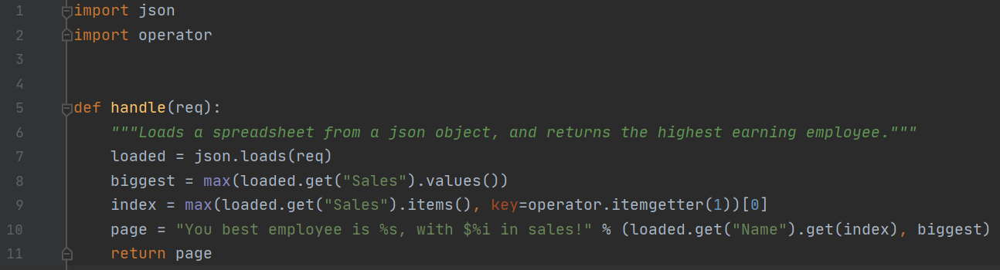 1 import json
2 import operator
3
4
5 def handle(req):
6 """Loads a spreadsheet from a json object, and returns the highest earning employee."""
7 loaded = json.loads(req)
8 biggest = max(loaded.get("Sales").values())
9 index = max(loaded.get("Sales").items(), key=operator.itemgetter(1))[0]
10 page = "You best employee is %s, with $%i in sales!" % (loaded.get("Name").get(index), biggest)
11 return page